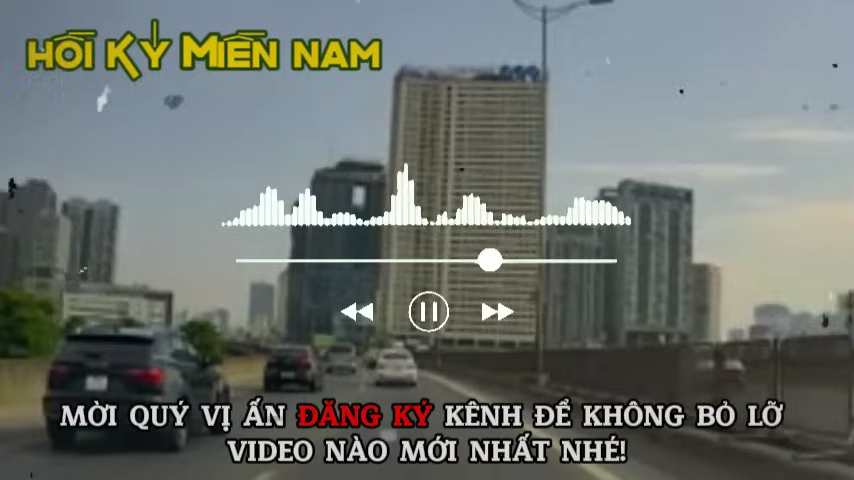 HỒI KÝ MIỀN NAM
MỜI QUÝ VỊ ẤN ĐĂNG KÝ KÊNH ĐỂ KHÔNG BỎ LỠ
VIDEO NÀO MỚI NHẤT NHÉ!